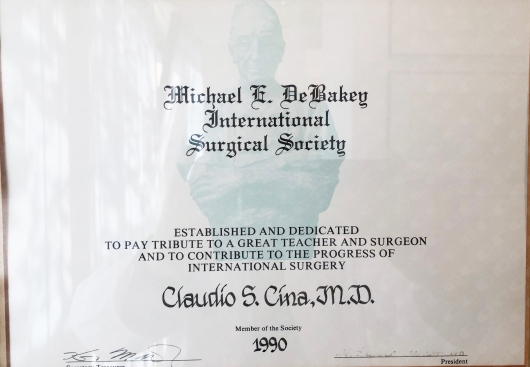 Michael E. DeBakey
International
Surgical Society
ESTABLISHED AND DEDICATED
TO PAY TRIBUTE TO A GREAT TEACHER AND SURGEON
AND TO CONTRIBUTE TO THE PROGRESS OF
INTERNATIONAL SURGERY
Claudio S. Cina, M.D.
Member of the Society
1990
President